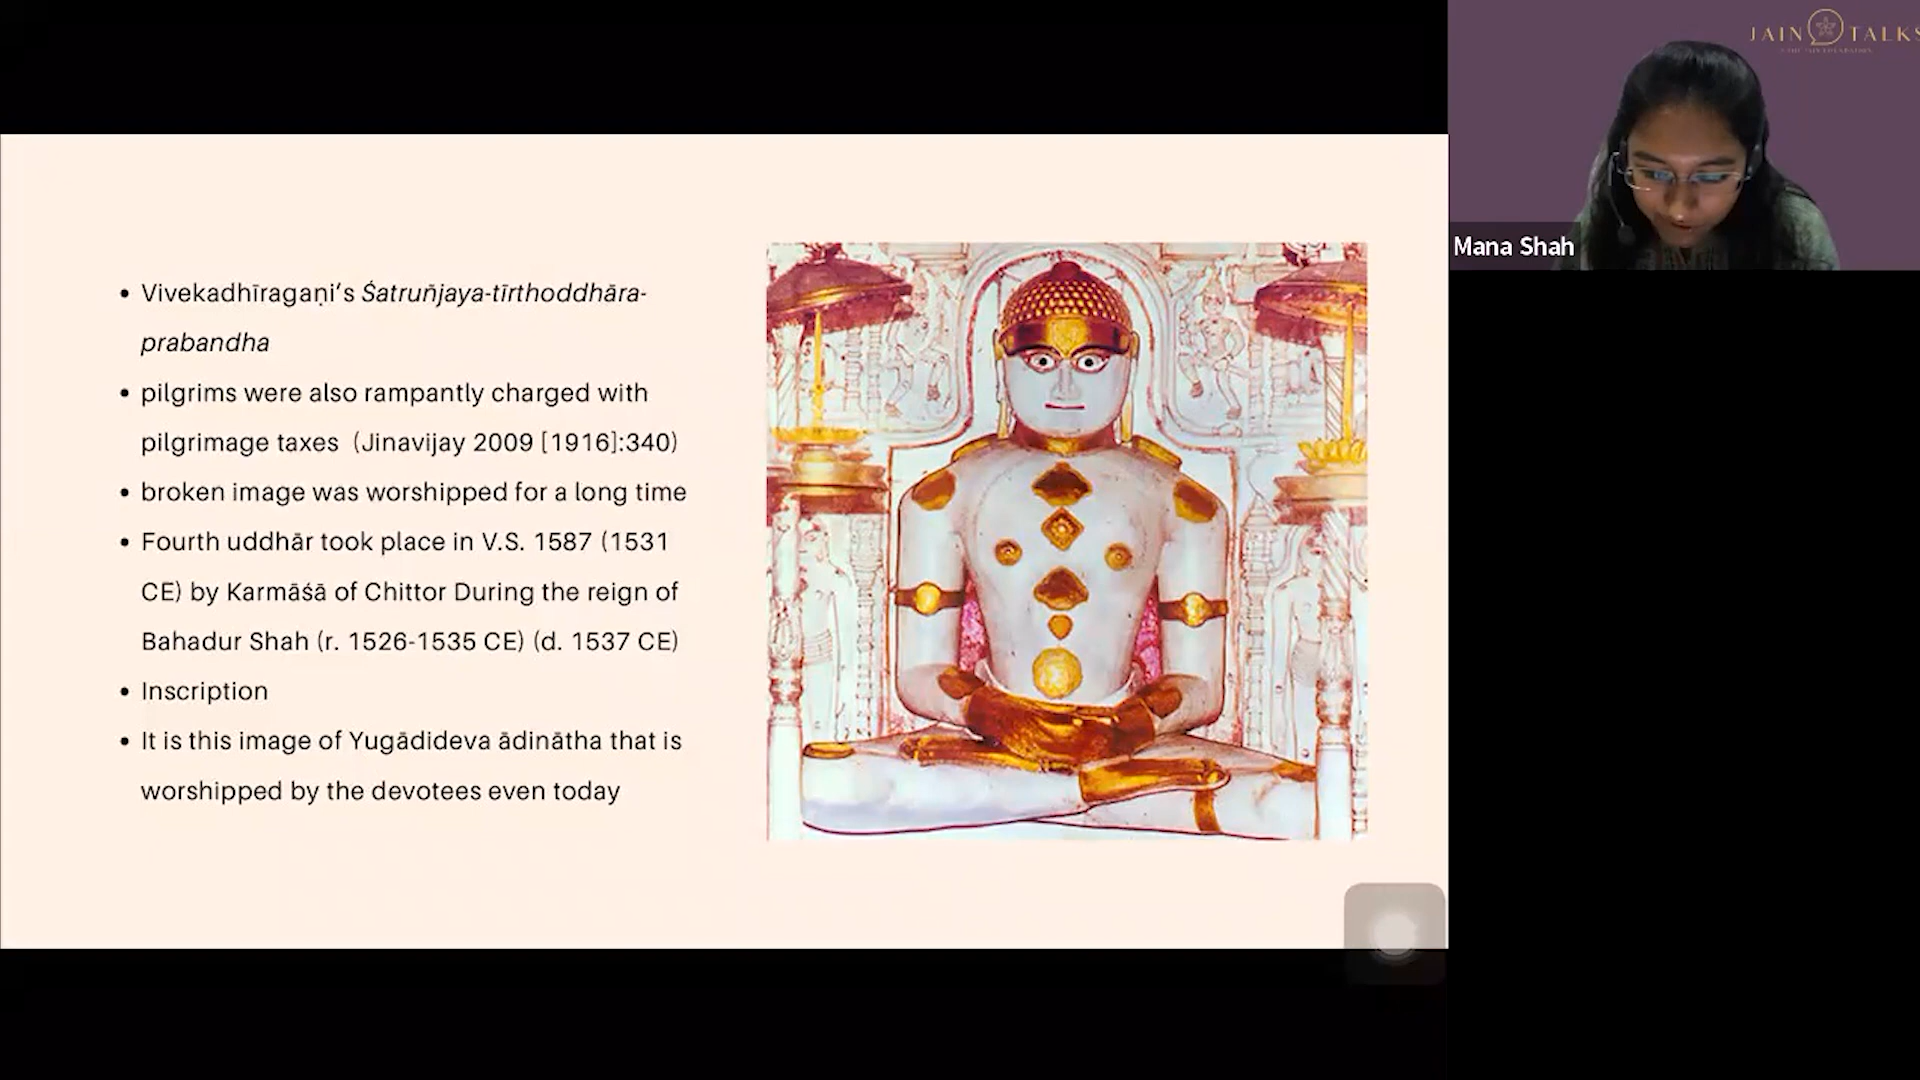 • Vivekadhīragaṇi's Śatruñjaya-tīrthoddhāra-
prabandha
• pilgrims were also rampantly charged with
pilgrimage taxes (Jinavijay 2009 [1916]:340)
• broken image was worshipped for a long time
• Fourth uddhār took place in V.S. 1587 (1531
CE) by Karmāśā of Chittor During the reign of
Bahadur Shah (r. 1526-1535 CE) (d. 1537 CE)
• Inscription
• It is this image of Yugādideva ādinātha that is
worshipped by the devotees even today
JAIN TALKS
Mana Shah